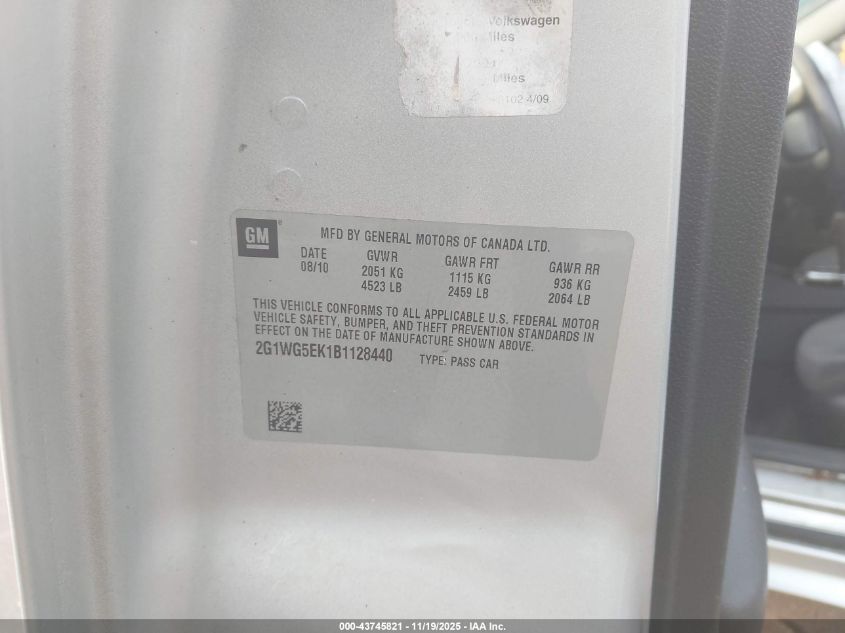 Volkswagen
Miles
Miles
4/09
GM
MFD BY GENERAL MOTORS OF CANADA LTD.
DATE GVWR GAWR FRT GAWR RR
08/10 2051 KG 1115 KG 936 KG
4523 LB 2459 LB 2064 LB
THIS VEHICLE CONFORMS TO ALL APPLICABLE U.S. FEDERAL MOTOR
VEHICLE SAFETY, BUMPER, AND THEFT PREVENTION STANDARDS IN
EFFECT ON THE DATE OF MANUFACTURE SHOWN ABOVE.
2G1WG5EK1B1128440 TYPE: PASS CAR
000-43745821 - 11/19/2025 - IAA Inc.